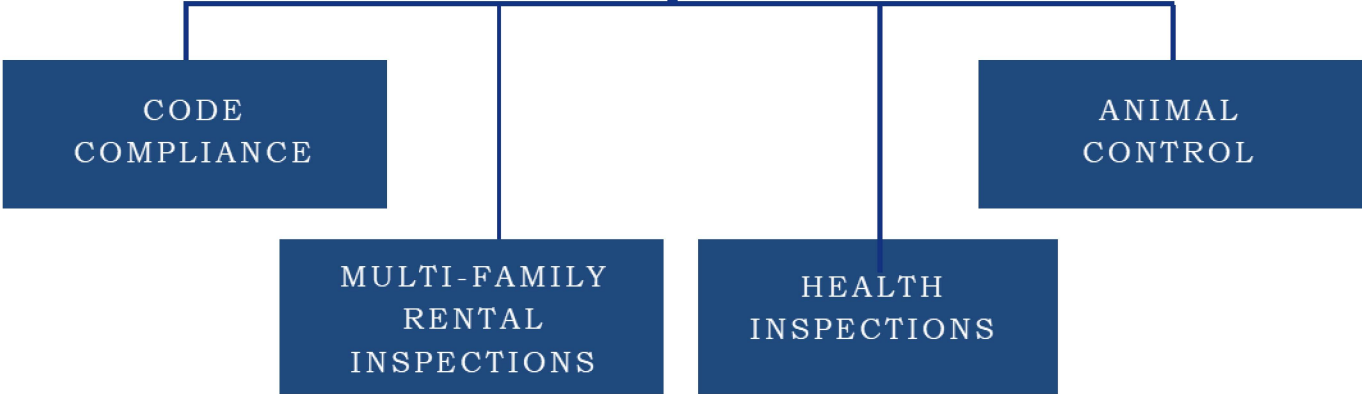 CODE
COMPLIANCE
ANIMAL
CONTROL
MULTI-FAMILY
RENTAL
INSPECTIONS
HEALTH
INSPECTIONS